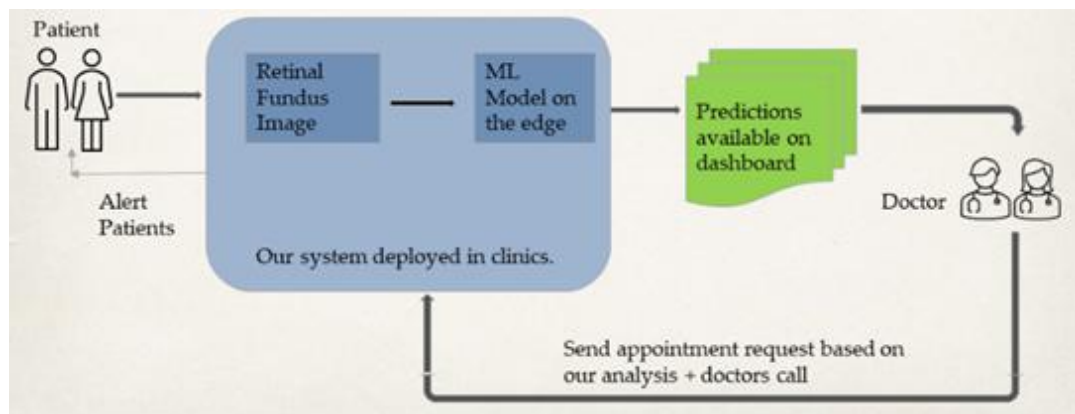 Patient
Retinal
Fundus
Image
ML
Model on
the edge
Predictions
available on
dashboard
Doctor
Alert
Patients
Our system deployed in clinics.
Send appointment request based on
our analysis + doctors call